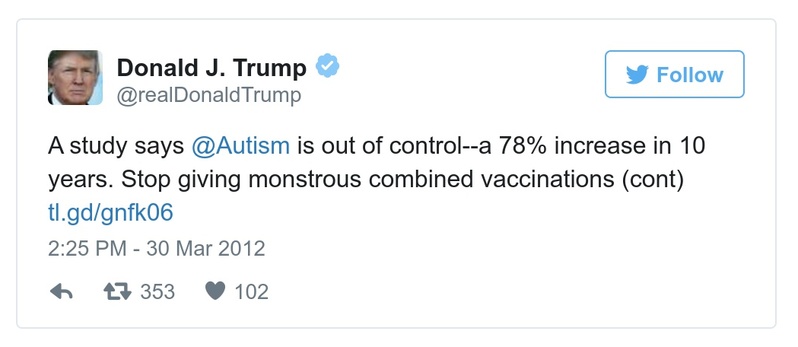 Donald J. Trump
@realDonaldTrump
Follow
A study says @Autism is out of control--a 78% increase in 10
years. Stop giving monstrous combined vaccinations (cont)
tl.gd/gnfk06
2:25 PM - 30 Mar 2012
353 102